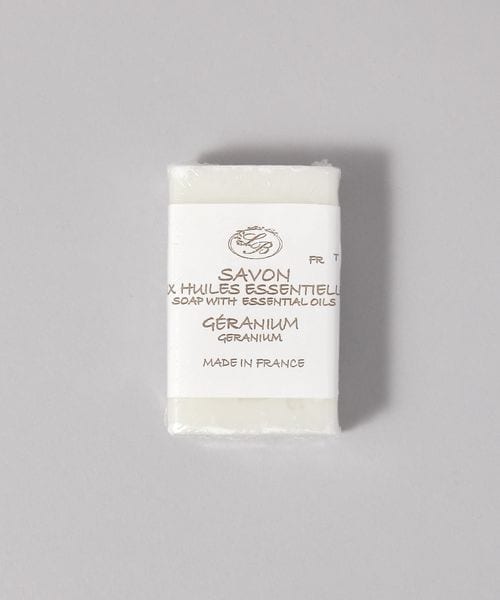 LB
FR T
SAVON
X HUILES ESSENTIELL
SOAP WITH ESSENTIAL OILS
GÉRANIUM
GERANIUM
MADE IN FRANCE